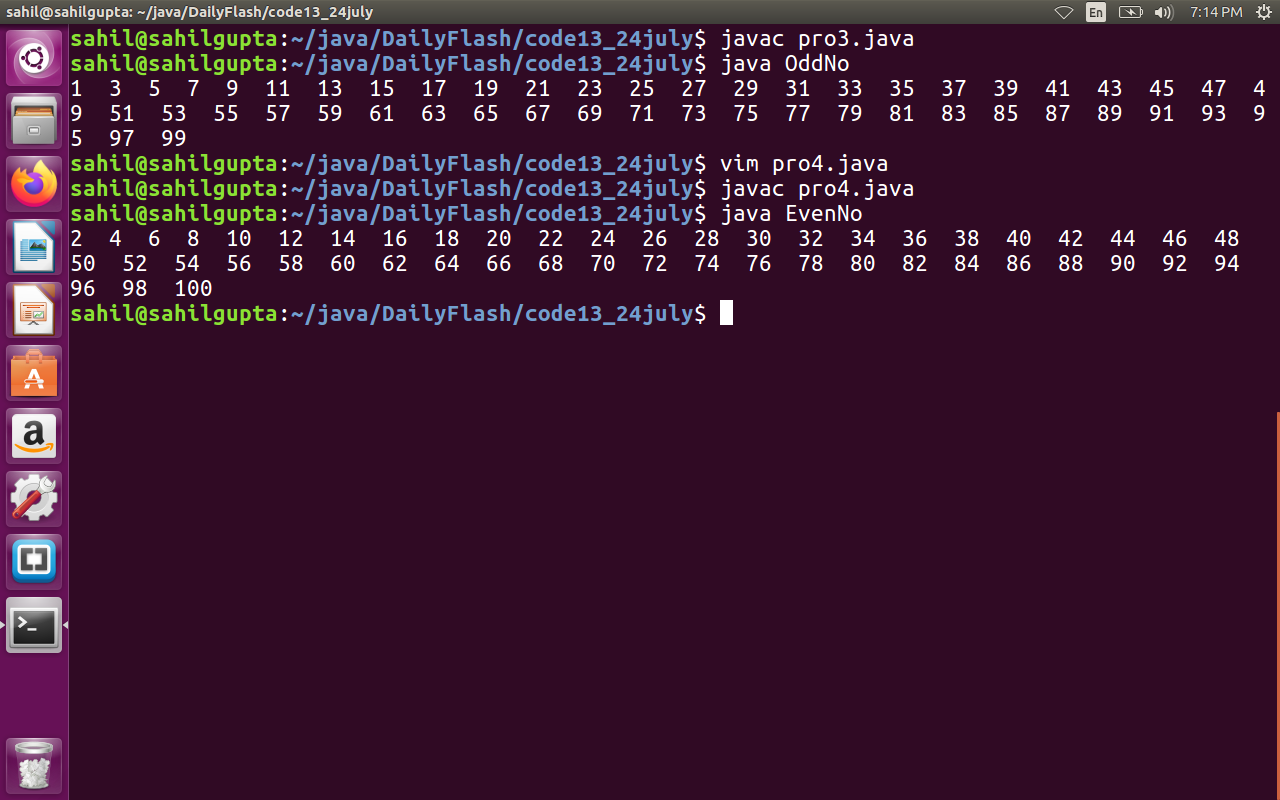 sahil@sahilgupta: ~/java/DailyFlash/code13_24july
En
7:14 PM
sahil@sahilgupta:~/java/DailyFlash/code13_24july$ javac pro3.java
sahil@sahilgupta:~/java/DailyFlash/code13_24july$ java OddNo
1  3  5  7  9  11  13  15  17  19  21  23  25  27  29  31  33  35  37  39  41  43  45  47  4
9  51  53  55  57  59  61  63  65  67  69  71  73  75  77  79  81  83  85  87  89  91  93  9
5  97  99
sahil@sahilgupta:~/java/DailyFlash/code13_24july$ vim pro4.java
sahil@sahilgupta:~/java/DailyFlash/code13_24july$ javac pro4.java
sahil@sahilgupta:~/java/DailyFlash/code13_24july$ java EvenNo
2  4  6  8  10  12  14  16  18  20  22  24  26  28  30  32  34  36  38  40  42  44  46  48
50  52  54  56  58  60  62  64  66  68  70  72  74  76  78  80  82  84  86  88  90  92  94
96  98  100
sahil@sahilgupta:~/java/DailyFlash/code13_24july$